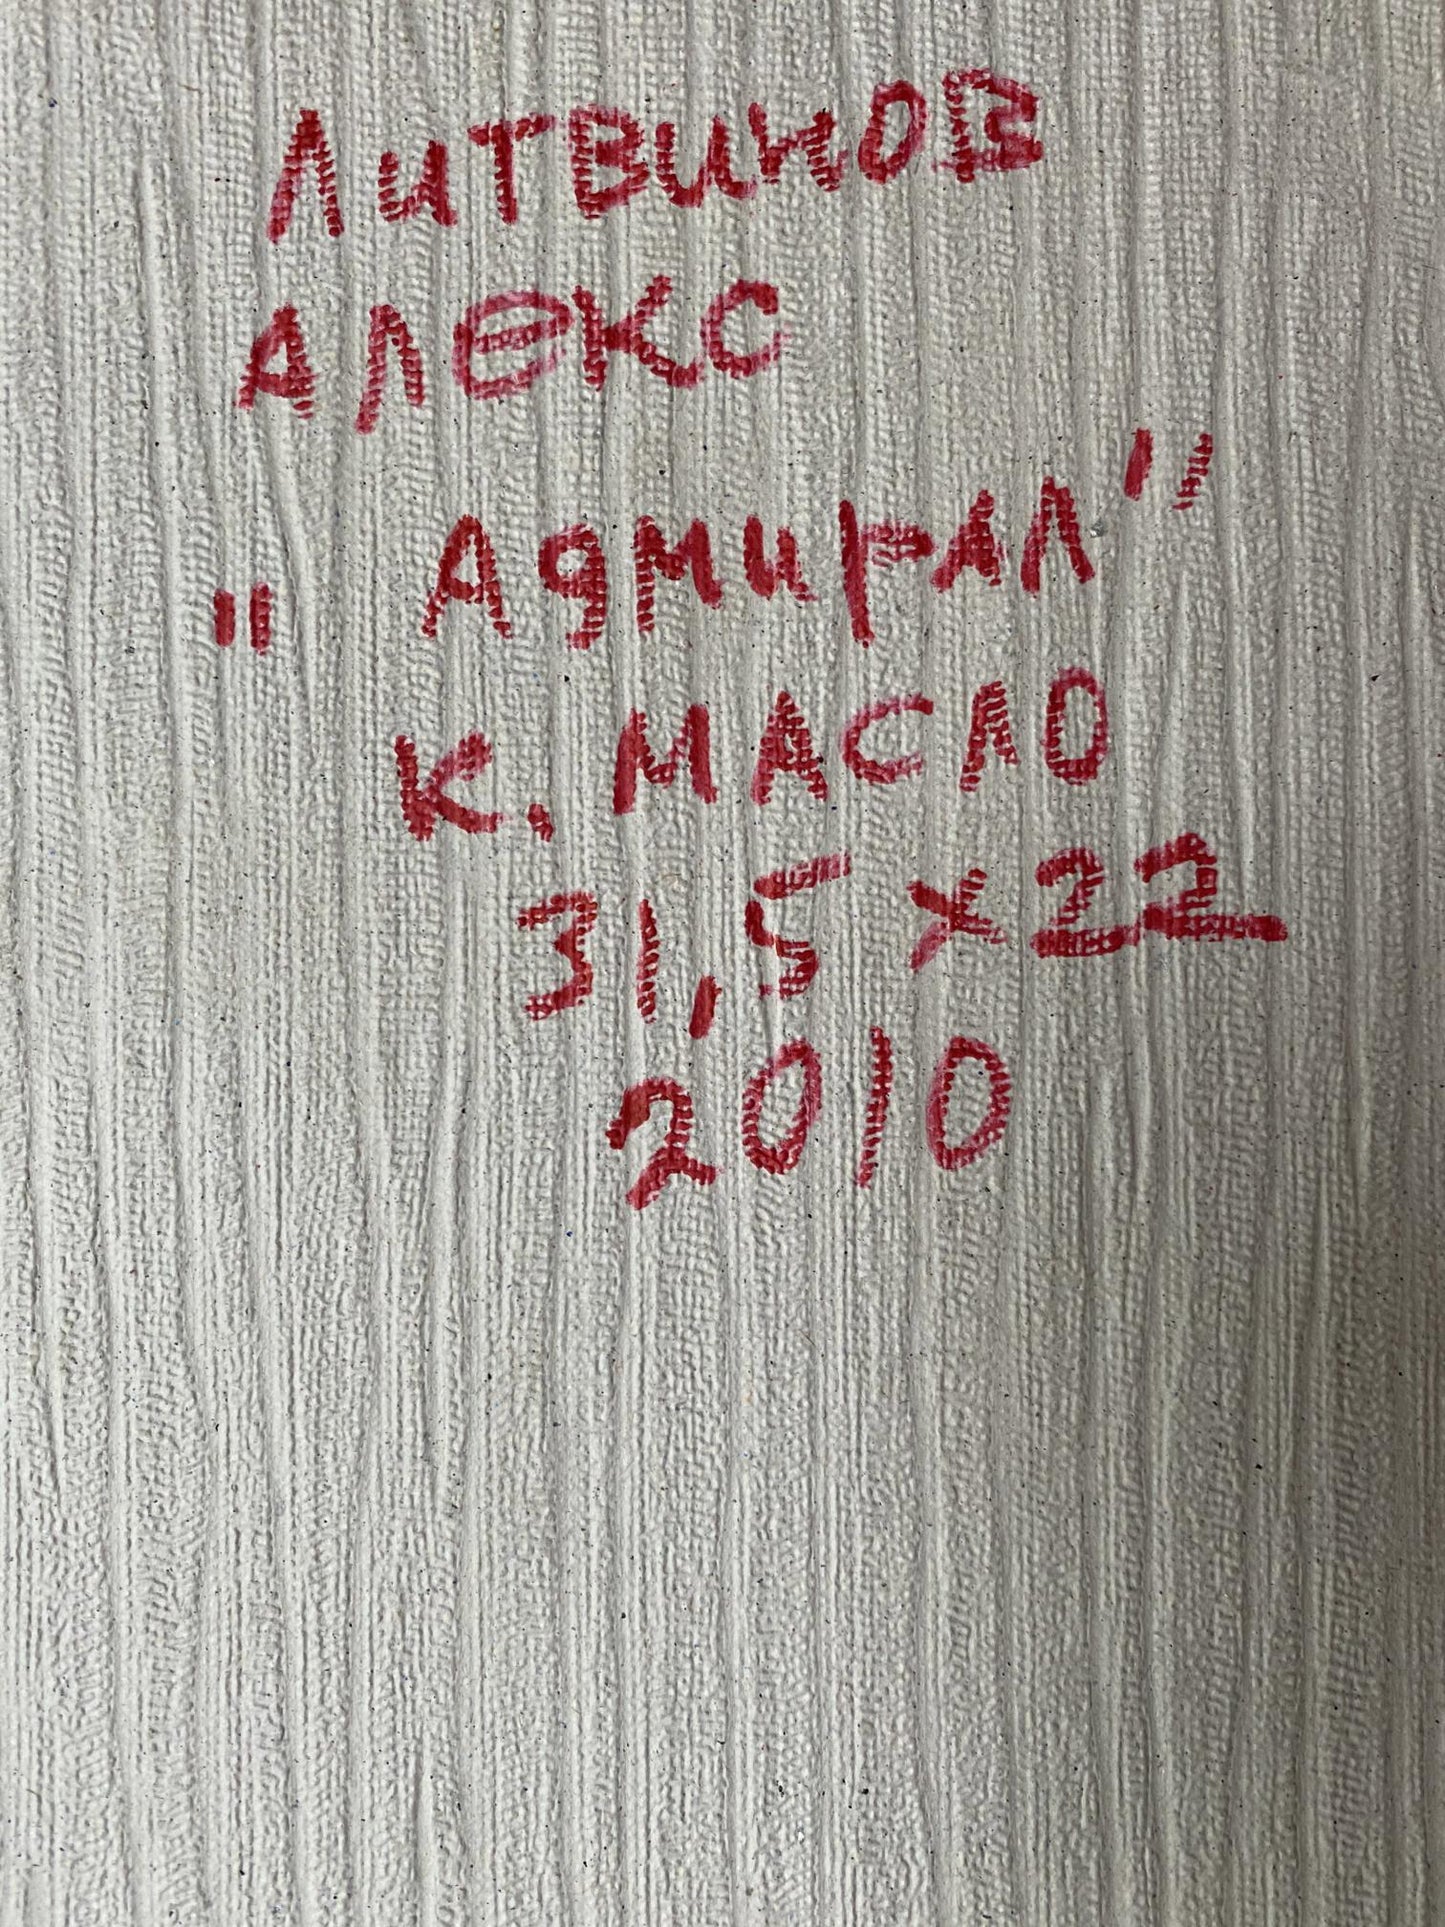 Литвинов
Алекс
"Адмирал"
к. масло
31,5 x 22
2010